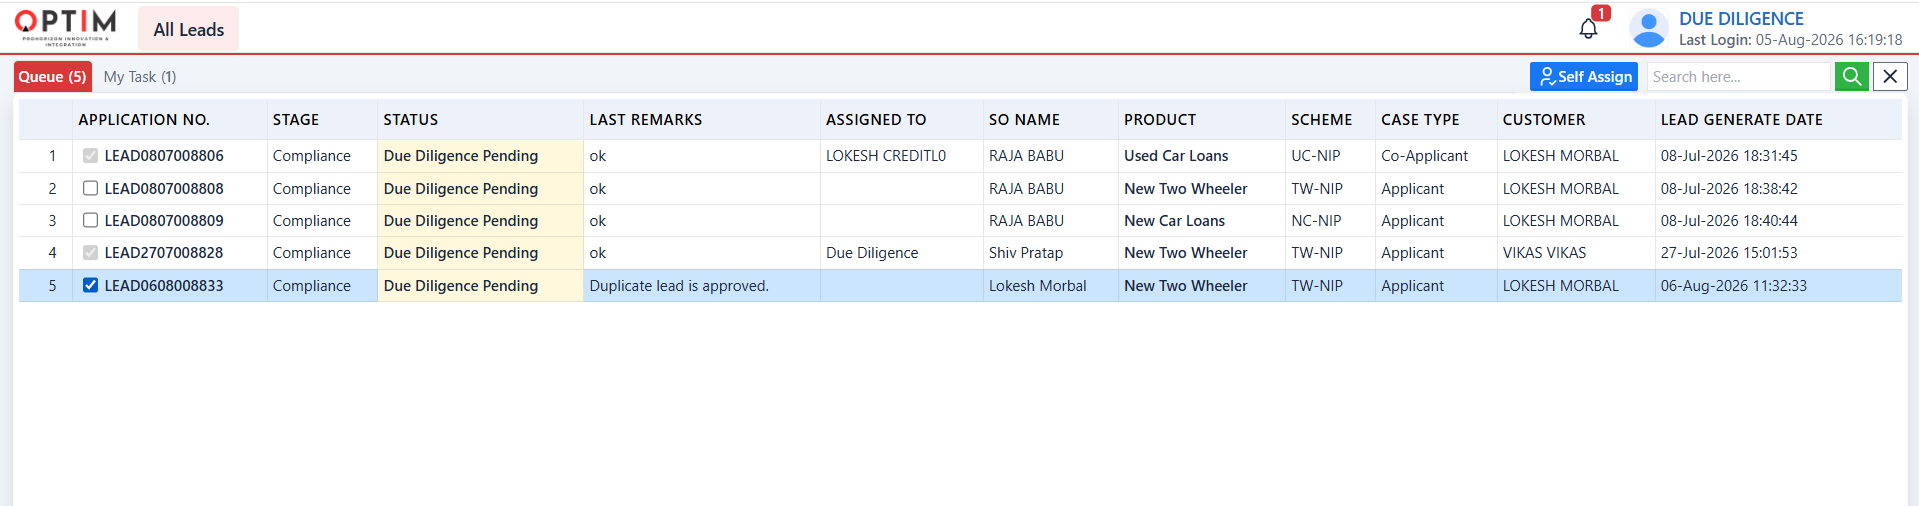 OPTIM
PROHORIZON INNOVATION &
INTEGRATION
All Leads
1
DUE DILIGENCE
Last Login: 05-Aug-2026 16:19:18
Queue (5) My Task (1) Self Assign Search here...
APPLICATION NO. STAGE STATUS LAST REMARKS ASSIGNED TO SO NAME PRODUCT SCHEME CASE TYPE CUSTOMER LEAD GENERATE DATE
1 LEAD0807008806 Compliance Due Diligence Pending ok LOKESH CREDITL0 RAJA BABU Used Car Loans UC-NIP Co-Applicant LOKESH MORBAL 08-Jul-2026 18:31:45
2 LEAD0807008808 Compliance Due Diligence Pending ok RAJA BABU New Two Wheeler TW-NIP Applicant LOKESH MORBAL 08-Jul-2026 18:38:42
3 LEAD0807008809 Compliance Due Diligence Pending ok RAJA BABU New Car Loans NC-NIP Applicant LOKESH MORBAL 08-Jul-2026 18:40:44
4 LEAD2707008828 Compliance Due Diligence Pending ok Due Diligence Shiv Pratap New Two Wheeler TW-NIP Applicant VIKAS VIKAS 27-Jul-2026 15:01:53
5 LEAD0608008833 Compliance Due Diligence Pending Duplicate lead is approved. Lokesh Morbal New Two Wheeler TW-NIP Applicant LOKESH MORBAL 06-Aug-2026 11:32:33